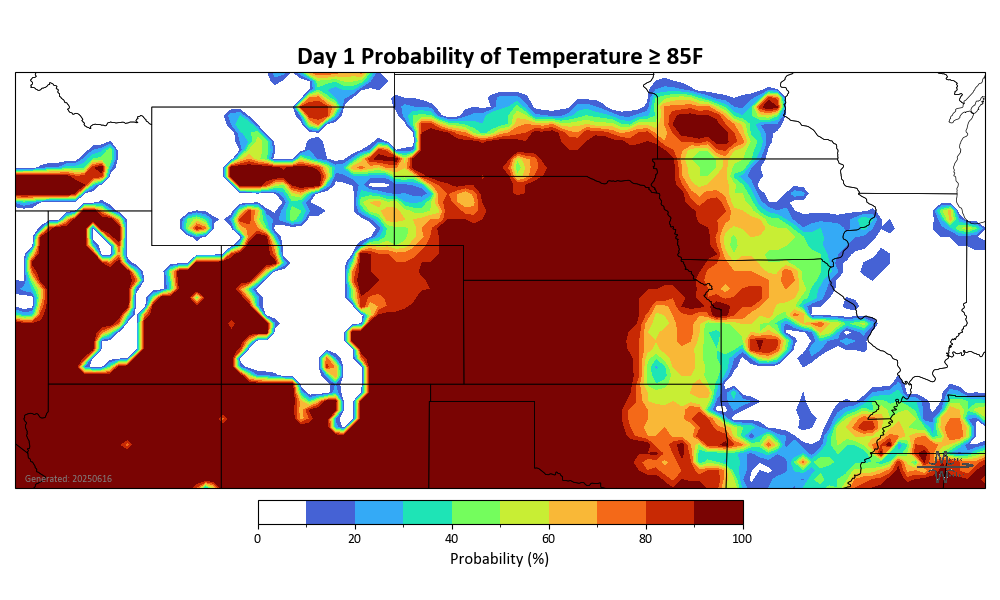 Day 1 Probability of Temperature ≥ 85F
Generated: 20250616
0 20 40 60 80 100
Probability (%)